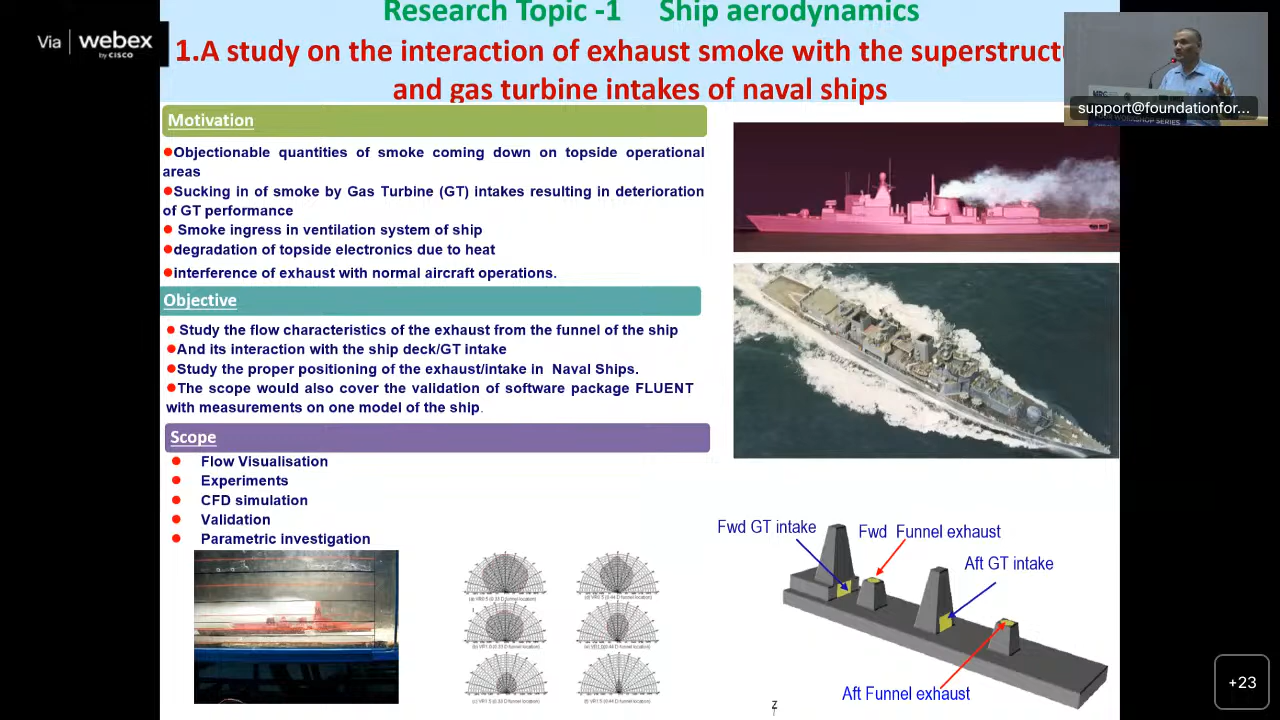 Research Topic -1 Ship aerodynamics
Via webex
by CISCO
1.A study on the interaction of exhaust smoke with the superstructu
and gas turbine intakes of naval ships
support@foundationfor...
WORKSHOP SERIES
Motivation
●Objectionable quantities of smoke coming down on topside operational
areas
●Sucking in of smoke by Gas Turbine (GT) intakes resulting in deterioration
of GT performance
● Smoke ingress in ventilation system of ship
●degradation of topside electronics due to heat
●interference of exhaust with normal aircraft operations.
Objective
● Study the flow characteristics of the exhaust from the funnel of the ship
●And its interaction with the ship deck/GT intake
●Study the proper positioning of the exhaust/intake in Naval Ships.
●The scope would also cover the validation of software package FLUENT
with measurements on one model of the ship.
Scope
● Flow Visualisation
● Experiments
● CFD simulation
● Validation
● Parametric investigation
Fwd GT intake
Fwd Funnel exhaust
Aft GT intake
Aft Funnel exhaust
z
+23